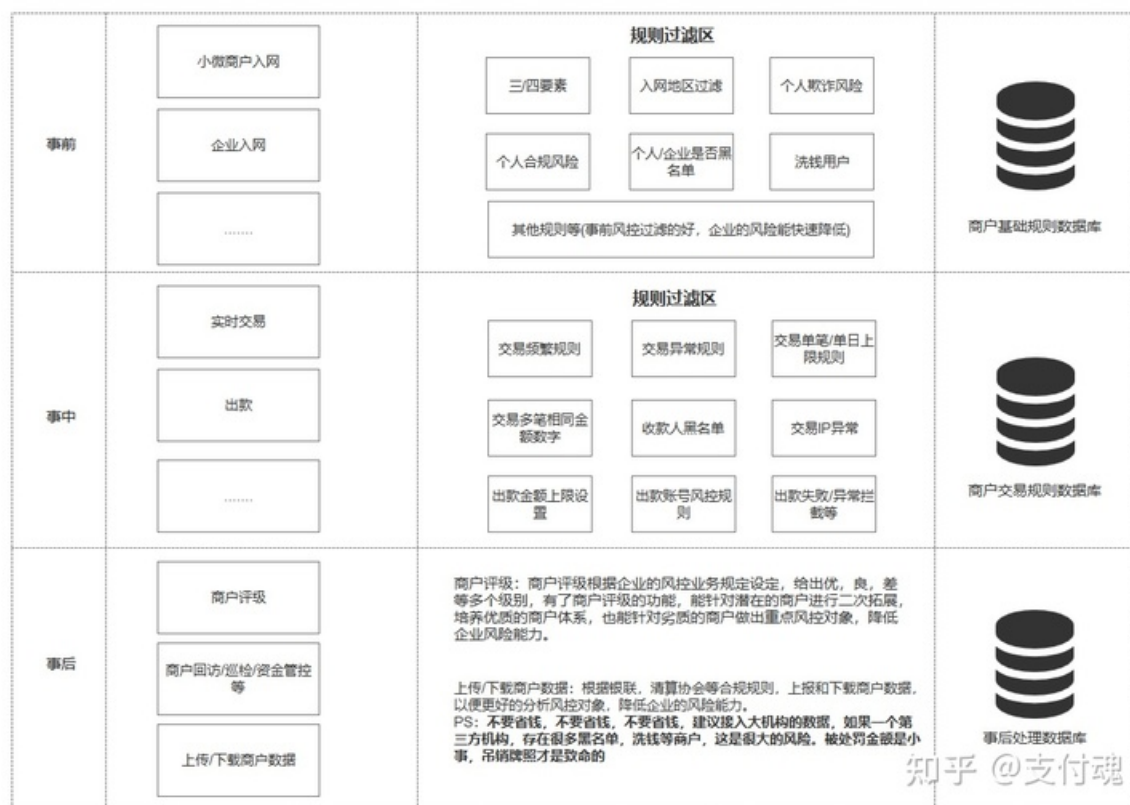 事前
小微商户入网
企业入网
.......
规则过滤区
三/四要素
入网地区过滤
个人欺诈风险
个人合规风险
个人/企业是否黑
名单
洗钱用户
其他规则等(事前风控过滤的好，企业的风险能快速降低)
商户基础规则数据库
事中
实时交易
出款
.......
规则过滤区
交易频繁规则
交易异常规则
交易单笔/单日上
限规则
交易多笔相同金
额数字
收款人黑名单
交易IP异常
出款金额上限设
置
出款账号风控规
则
出款失败/异常拦
截等
商户交易规则数据库
事后
商户评级
商户回访/巡检/资金管控
等
上传/下载商户数据
商户评级：商户评级根据企业的风控业务规定设定，给出优，良，差
等多个级别，有了商户评级的功能，能针对潜在的商户进行二次拓展，
培养优质的商户体系，也能针对劣质的商户做出重点风控对象，降低
企业风险能力。
上传/下载商户数据：根据银联，清算协会等合规规则，上报和下载商户数据，
以便更好的分析风控对象，降低企业的风险能力。
PS：不要省钱，不要省钱，不要省钱，建议接入大机构的数据，如果一个第
三方机构，存在很多黑名单，洗钱等商户，这是很大的风险。被处罚金额是小
事，吊销牌照才是致命的
事后处理数据库
知乎 @支付魂